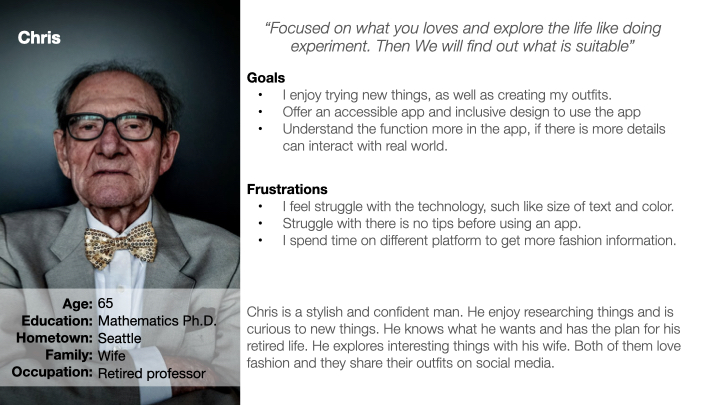 Chris
Age: 65
Education: Mathematics Ph.D.
Hometown: Seattle
Family: Wife
Occupation: Retired professor
“Focused on what you loves and explore the life like doing
experiment. Then We will find out what is suitable”
Goals
• I enjoy trying new things, as well as creating my outfits.
• Offer an accessible app and inclusive design to use the app
• Understand the function more in the app, if there is more details
can interact with real world.
Frustrations
• I feel struggle with the technology, such like size of text and color.
• Struggle with there is no tips before using an app.
• I spend time on different platform to get more fashion information.
Chris is a stylish and confident man. He enjoy researching things and is
curious to new things. He knows what he wants and has the plan for his
retired life. He explores interesting things with his wife. Both of them love
fashion and they share their outfits on social media.